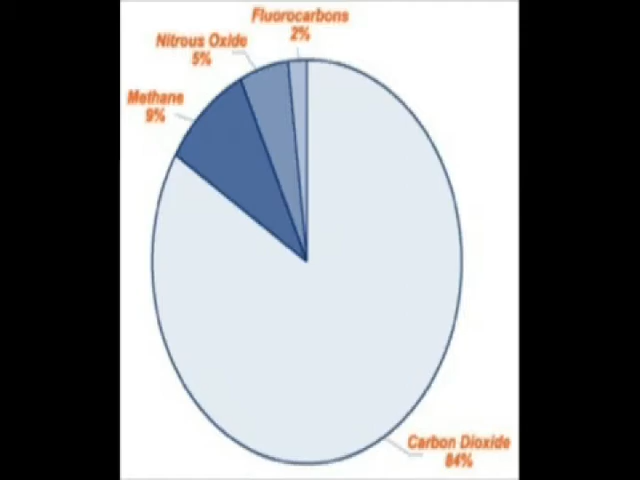 Fluorocarbons
2%
Nitrous Oxide
5%
Methane
9%
Carbon Dioxide
84%